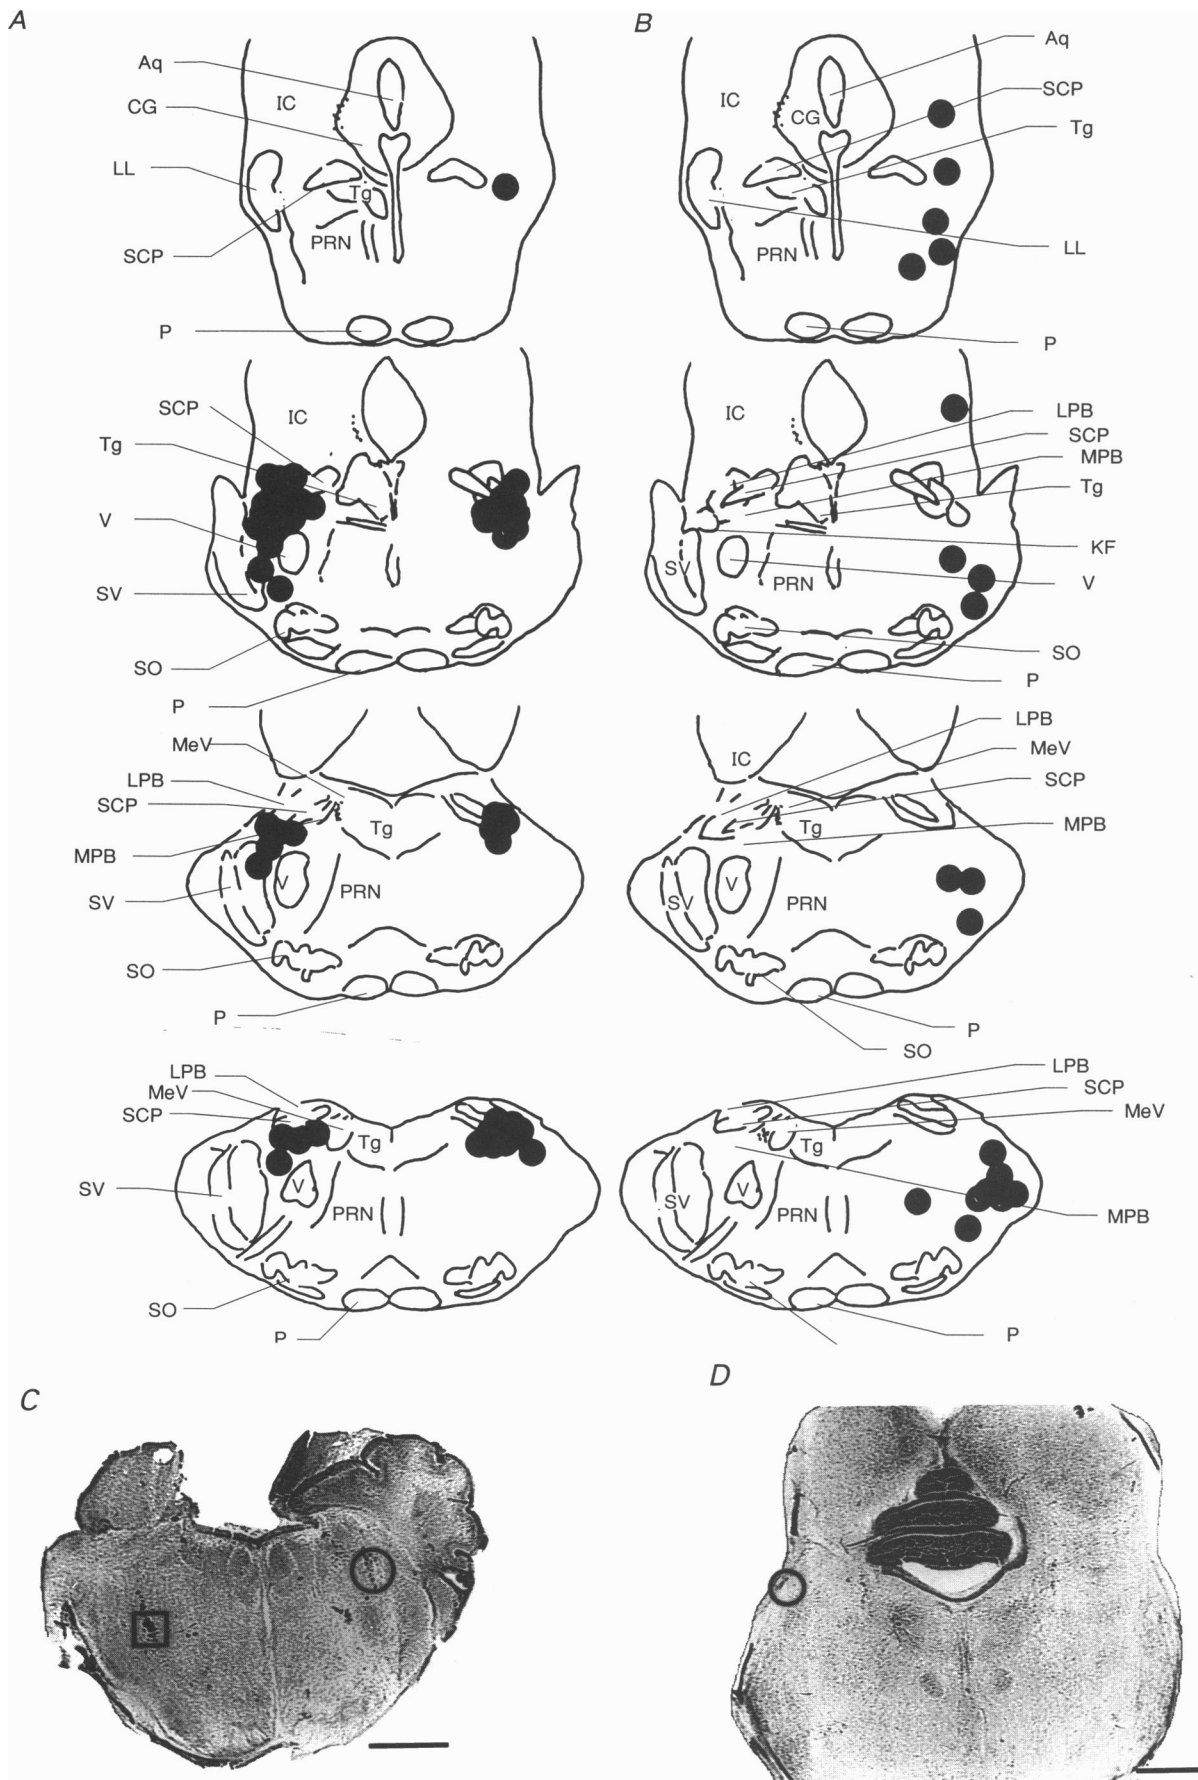 A
Aq
CG
IC
LL
Tg
PRN
SCP
P
SCP
IC
Tg
V
SV
SO
P
MeV
LPB
SCP
Tg
MPB
V
PRN
SV
SO
P
LPB
MeV
SCP
Tg
SV
V
PRN
SO
P
B
Aq
IC
SCP
CG
Tg
LL
PRN
P
IC
LPB
SCP
MPB
Tg
KF
SV
PRN
V
SO
P
LPB
IC
MeV
SCP
Tg
MPB
SV
V
PRN
P
SO
LPB
SCP
MeV
Tg
SV
V
PRN
MPB
P
C
D